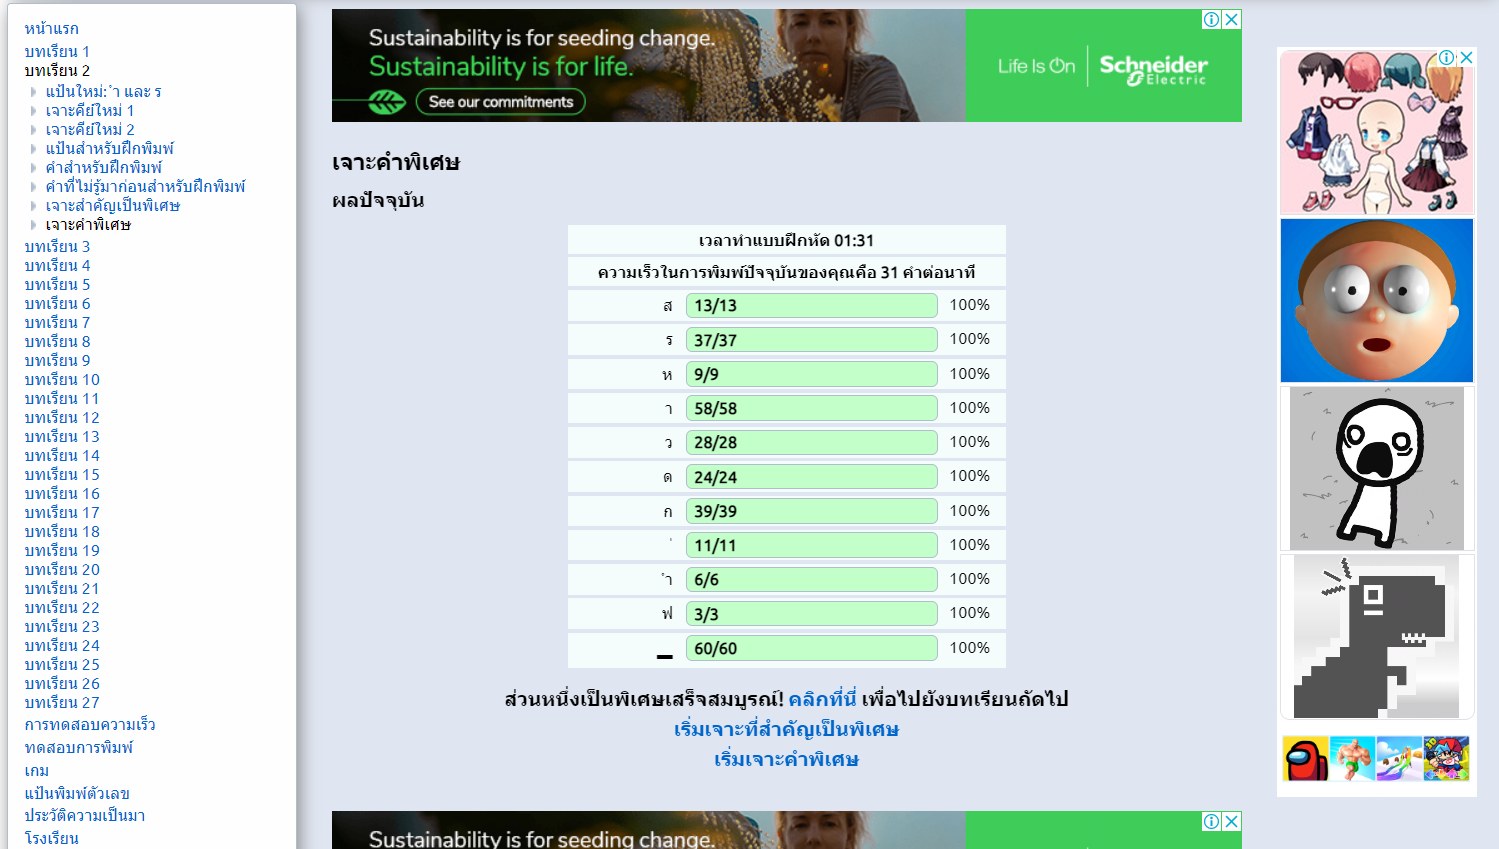 หน้าแรก
บทเรียน 1
บทเรียน 2
แป้นใหม่: ำ และ ร
เจาะคีย์ใหม่ 1
เจาะคีย์ใหม่ 2
แป้นสำหรับฝึกพิมพ์
คำสำหรับฝึกพิมพ์
คำที่ไม่รู้มาก่อนสำหรับฝึกพิมพ์
เจาะสำคัญเป็นพิเศษ
เจาะคำพิเศษ
บทเรียน 3
บทเรียน 4
บทเรียน 5
บทเรียน 6
บทเรียน 7
บทเรียน 8
บทเรียน 9
บทเรียน 10
บทเรียน 11
บทเรียน 12
บทเรียน 13
บทเรียน 14
บทเรียน 15
บทเรียน 16
บทเรียน 17
บทเรียน 18
บทเรียน 19
บทเรียน 20
บทเรียน 21
บทเรียน 22
บทเรียน 23
บทเรียน 24
บทเรียน 25
บทเรียน 26
บทเรียน 27
การทดสอบความเร็ว
ทดสอบการพิมพ์
เกม
แป้นพิมพ์ตัวเลข
ประวัติความเป็นมา
โรงเรียน
Sustainability is for seeding change.
Sustainability is for life.
See our commitments
Life Is On | Schneider Electric
เจาะคำพิเศษ
ผลปัจจุบัน
เวลาทำแบบฝึกหัด 01:31
ความเร็วในการพิมพ์ปัจจุบันของคุณคือ 31 คำต่อนาที
ส 13/13 100%
ร 37/37 100%
ห 9/9 100%
า 58/58 100%
ว 28/28 100%
ด 24/24 100%
ก 39/39 100%
่ 11/11 100%
ำ 6/6 100%
ฟ 3/3 100%
_ 60/60 100%
ส่วนหนึ่งเป็นพิเศษเสร็จสมบูรณ์! คลิกที่นี่ เพื่อไปยังบทเรียนถัดไป
เริ่มเจาะที่สำคัญเป็นพิเศษ
เริ่มเจาะคำพิเศษ
Sustainability is for seeding change.